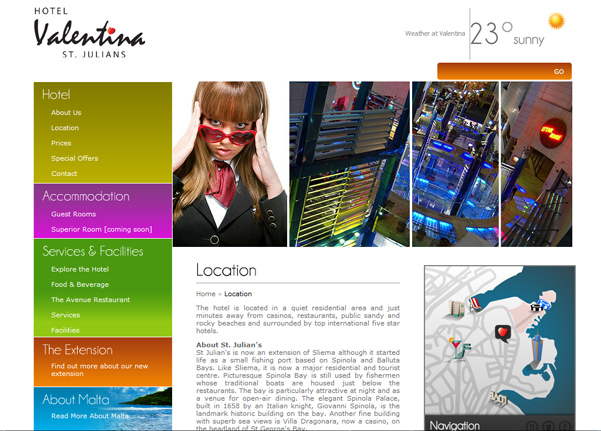 HOTEL
Valentina
ST. JULIANS
Weather at Valentina
23° sunny
GO
Hotel
About Us
Location
Prices
Special Offers
Contact
Accommodation
Guest Rooms
Superior Room [coming soon]
Services & Facilities
Explore the Hotel
Food & Beverage
The Avenue Restaurant
Services
Facilities
The Extension
Find out more about our new
extension
About Malta
Read More About Malta
Location
Home » Location
The hotel is located in a quiet residential area and just
minutes away from casinos, restaurants, public sandy and
rocky beaches and surrounded by top international five star
hotels.
About St. Julian's
St Julian's is now an extension of Sliema although it started
life as a small fishing port based on Spinola and Balluta
Bays. Like Sliema, it is now a major residential and tourist
centre. Picturesque Spinola Bay is still used by fishermen
whose traditional boats are housed just below the
restaurants. The bay is particularly attractive at night and as
a venue for open-air dining. The elegant Spinola Palace,
built in 1658 by an Italian knight, Giovanni Spinola, is the
landmark historic building on the bay. Another fine building
with superb sea views is Villa Dragonara, now a casino, on
the headland of St George's Bay.
Navigation